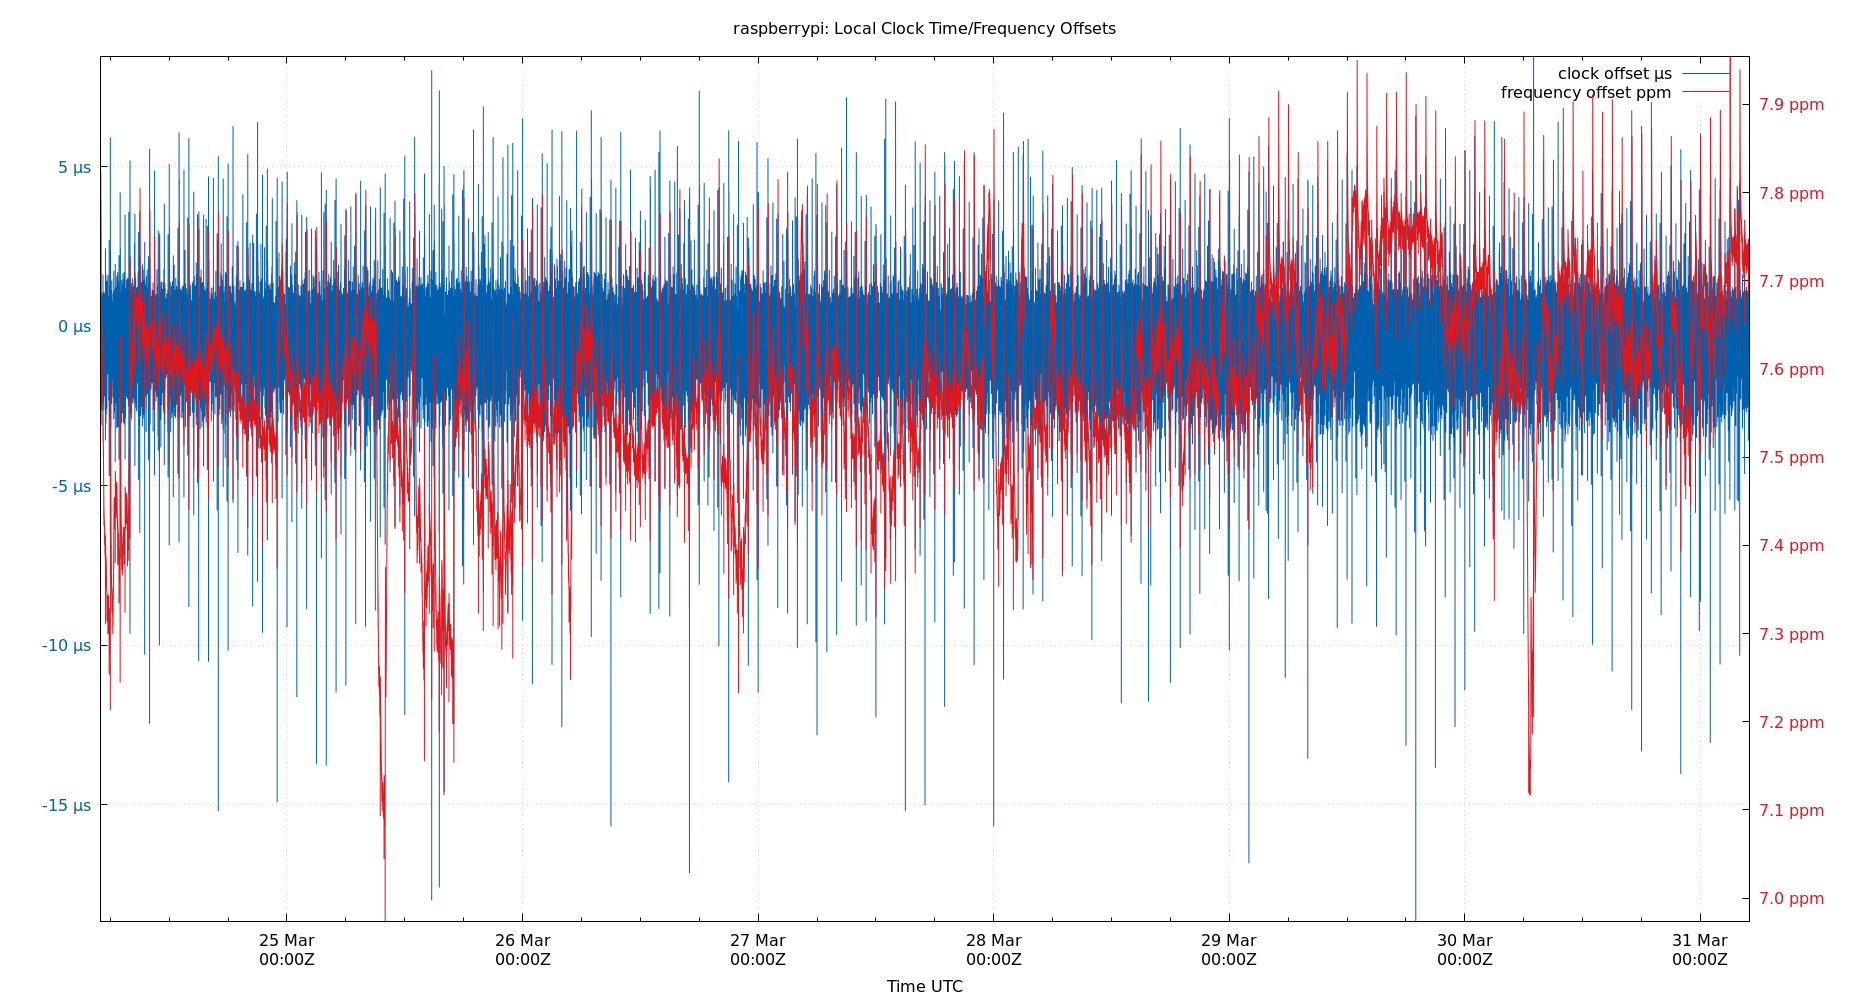 raspberrypi: Local Clock Time/Frequency Offsets
clock offset µs
frequency offset ppm
5 µs
0 µs
-5 µs
-10 µs
-15 µs
7.9 ppm
7.8 ppm
7.7 ppm
7.6 ppm
7.5 ppm
7.4 ppm
7.3 ppm
7.2 ppm
7.1 ppm
7.0 ppm
25 Mar
00:00Z
26 Mar
00:00Z
27 Mar
00:00Z
28 Mar
00:00Z
29 Mar
00:00Z
30 Mar
00:00Z
31 Mar
00:00Z
Time UTC